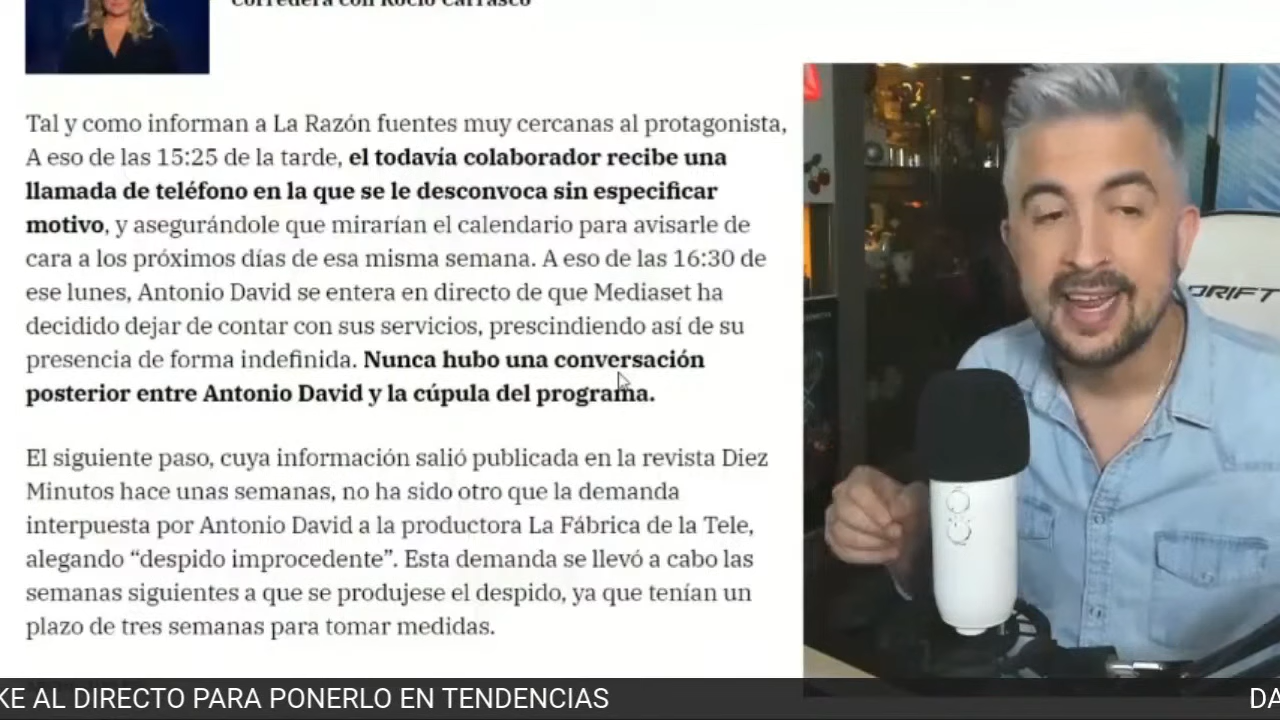 Corredera con Rocío Carrasco
Tal y como informan a La Razón fuentes muy cercanas al protagonista,
A eso de las 15:25 de la tarde, el todavía colaborador recibe una
llamada de teléfono en la que se le desconvoca sin especificar
motivo, y asegurándole que mirarían el calendario para avisarle de
cara a los próximos días de esa misma semana. A eso de las 16:30 de
ese lunes, Antonio David se entera en directo de que Mediaset ha
decidido dejar de contar con sus servicios, prescindiendo así de su
presencia de forma indefinida. Nunca hubo una conversación
posterior entre Antonio David y la cúpula del programa.
El siguiente paso, cuya información salió publicada en la revista Diez
Minutos hace unas semanas, no ha sido otro que la demanda
interpuesta por Antonio David a la productora La Fábrica de la Tele,
alegando “despido improcedente”. Esta demanda se llevó a cabo las
semanas siguientes a que se produjese el despido, ya que tenían un
plazo de tres semanas para tomar medidas.
DRIFT
KE AL DIRECTO PARA PONERLO EN TENDENCIAS
DA